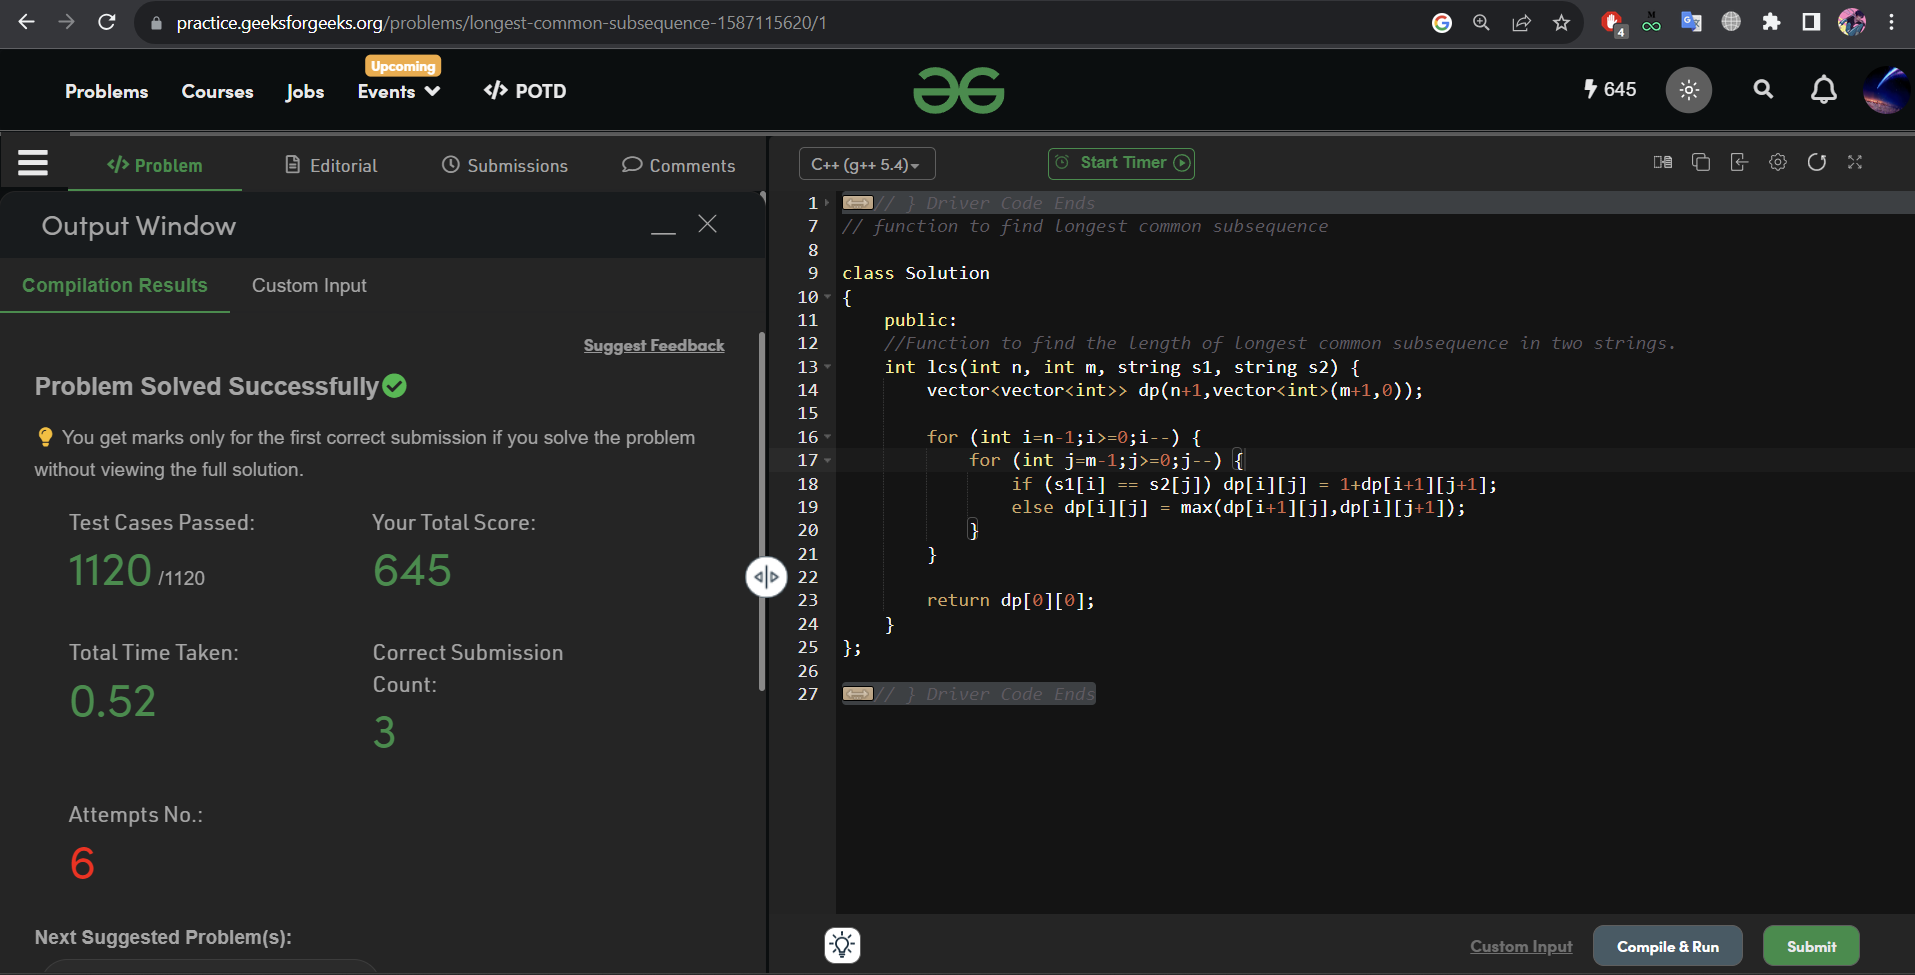 practice.geeksforgeeks.org/problems/longest-common-subsequence-1587115620/1
4
Problems
Courses
Jobs
Upcoming
Events
</> POTD
645
</> Problem
Editorial
Submissions
Comments
Output Window
Compilation Results
Custom Input
Suggest Feedback
Problem Solved Successfully
You get marks only for the first correct submission if you solve the problem
without viewing the full solution.
Test Cases Passed:
1120 /1120
Your Total Score:
645
Total Time Taken:
0.52
Correct Submission
Count:
3
Attempts No.:
6
Next Suggested Problem(s):
C++ (g++ 5.4)
Start Timer
1 // } Driver Code Ends
7 // function to find longest common subsequence
8
9 class Solution
10 {
11     public:
12     //Function to find the length of longest common subsequence in two strings.
13     int lcs(int n, int m, string s1, string s2) {
14         vector<vector<int>> dp(n+1,vector<int>(m+1,0));
15
16         for (int i=n-1;i>=0;i--) {
17             for (int j=m-1;j>=0;j--) {
18                 if (s1[i] == s2[j]) dp[i][j] = 1+dp[i+1][j+1];
19                 else dp[i][j] = max(dp[i+1][j],dp[i][j+1]);
20             }
21         }
22
23         return dp[0][0];
24     }
25 };
26
27 // } Driver Code Ends
Custom Input
Compile & Run
Submit